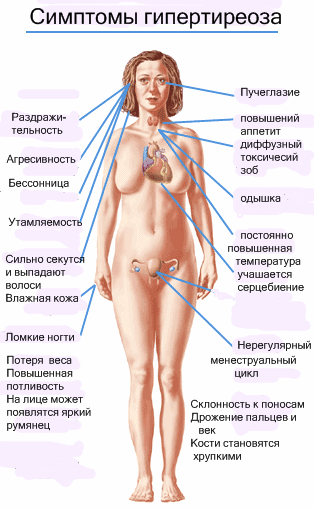 Симптомы гипертиреоза
Раздражи-
тельность
Агресивность
Бессонница
Утамляемость
Сильно секутся
и выпадают
волоси
Влажная кожа
Ломкие ногти
Потеря веса
Повышенная
потливость
На лице может
появлятся яркий
румянец
Пучеглазие
повышений
аппетит
диффузный
токсичесий
зоб
одышка
постоянно
повышенная
температура
учашается
серцебиение
Нерегулярный
менеструальный
цикл
Склонность к поносам
Дрожение пальцев и
век
Кости становятся
хрупкими